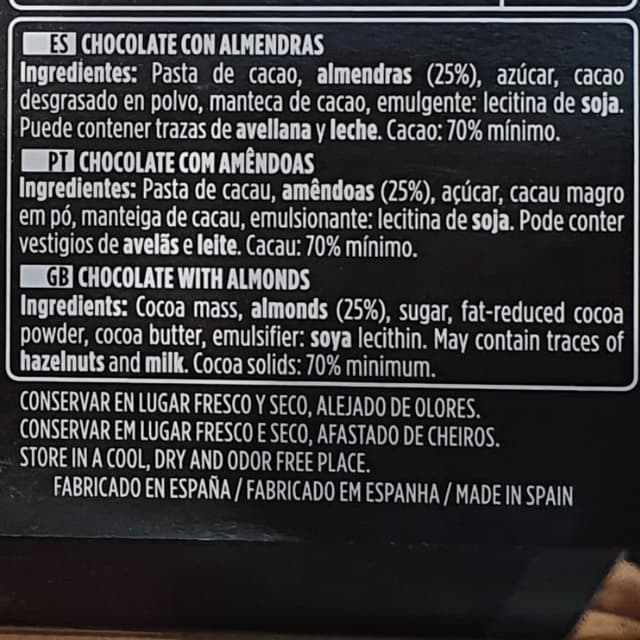 ES CHOCOLATE CON ALMENDRAS
Ingredientes: Pasta de cacao, almendras (25%), azúcar, cacao
desgrasado en polvo, manteca de cacao, emulgente: lecitina de soja.
Puede contener trazas de avellana y leche. Cacao: 70% mínimo.
PT CHOCOLATE COM AMÊNDOAS
Ingredientes: Pasta de cacau, amêndoas (25%), açúcar, cacau magro
em pó, manteiga de cacau, emulsionante: lecitina de soja. Pode conter
vestigios de avelãs e leite. Cacau: 70% mínimo.
GB CHOCOLATE WITH ALMONDS
Ingredients: Cocoa mass, almonds (25%), sugar, fat-reduced cocoa
powder, cocoa butter, emulsifier: soya lecithin. May contain traces of
hazelnuts and milk. Cocoa solids: 70% minimum.
CONSERVAR EN LUGAR FRESCO Y SECO, ALEJADO DE OLORES.
CONSERVAR EM LUGAR FRESCO E SECO, AFASTADO DE CHEIROS.
STORE IN A COOL, DRY AND ODOR FREE PLACE.
FABRICADO EN ESPAÑA / FABRICADO EM ESPANHA / MADE IN SPAIN